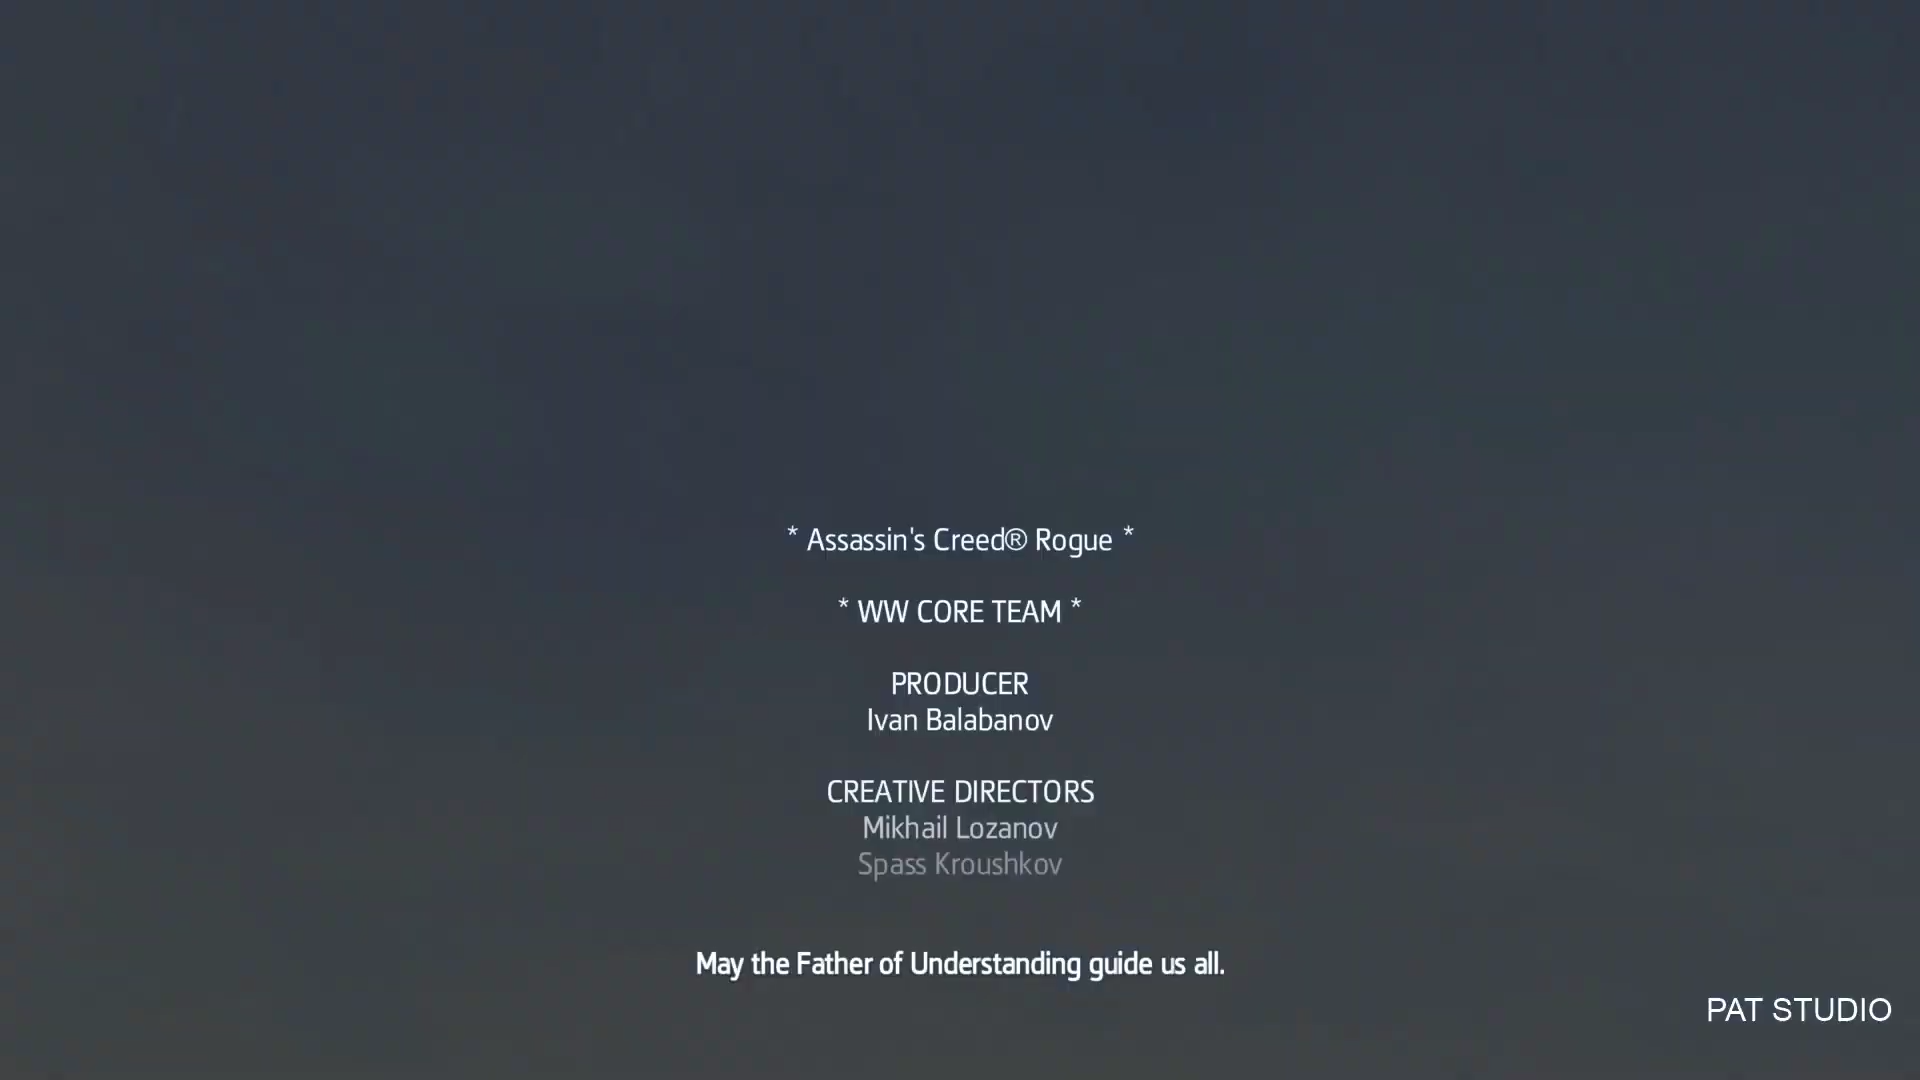 * Assassin's Creed® Rogue *
* WW CORE TEAM *
PRODUCER
Ivan Balabanov
CREATIVE DIRECTORS
Mikhail Lozanov
Spass Kroushkov
May the Father of Understanding guide us all.
PAT STUDIO